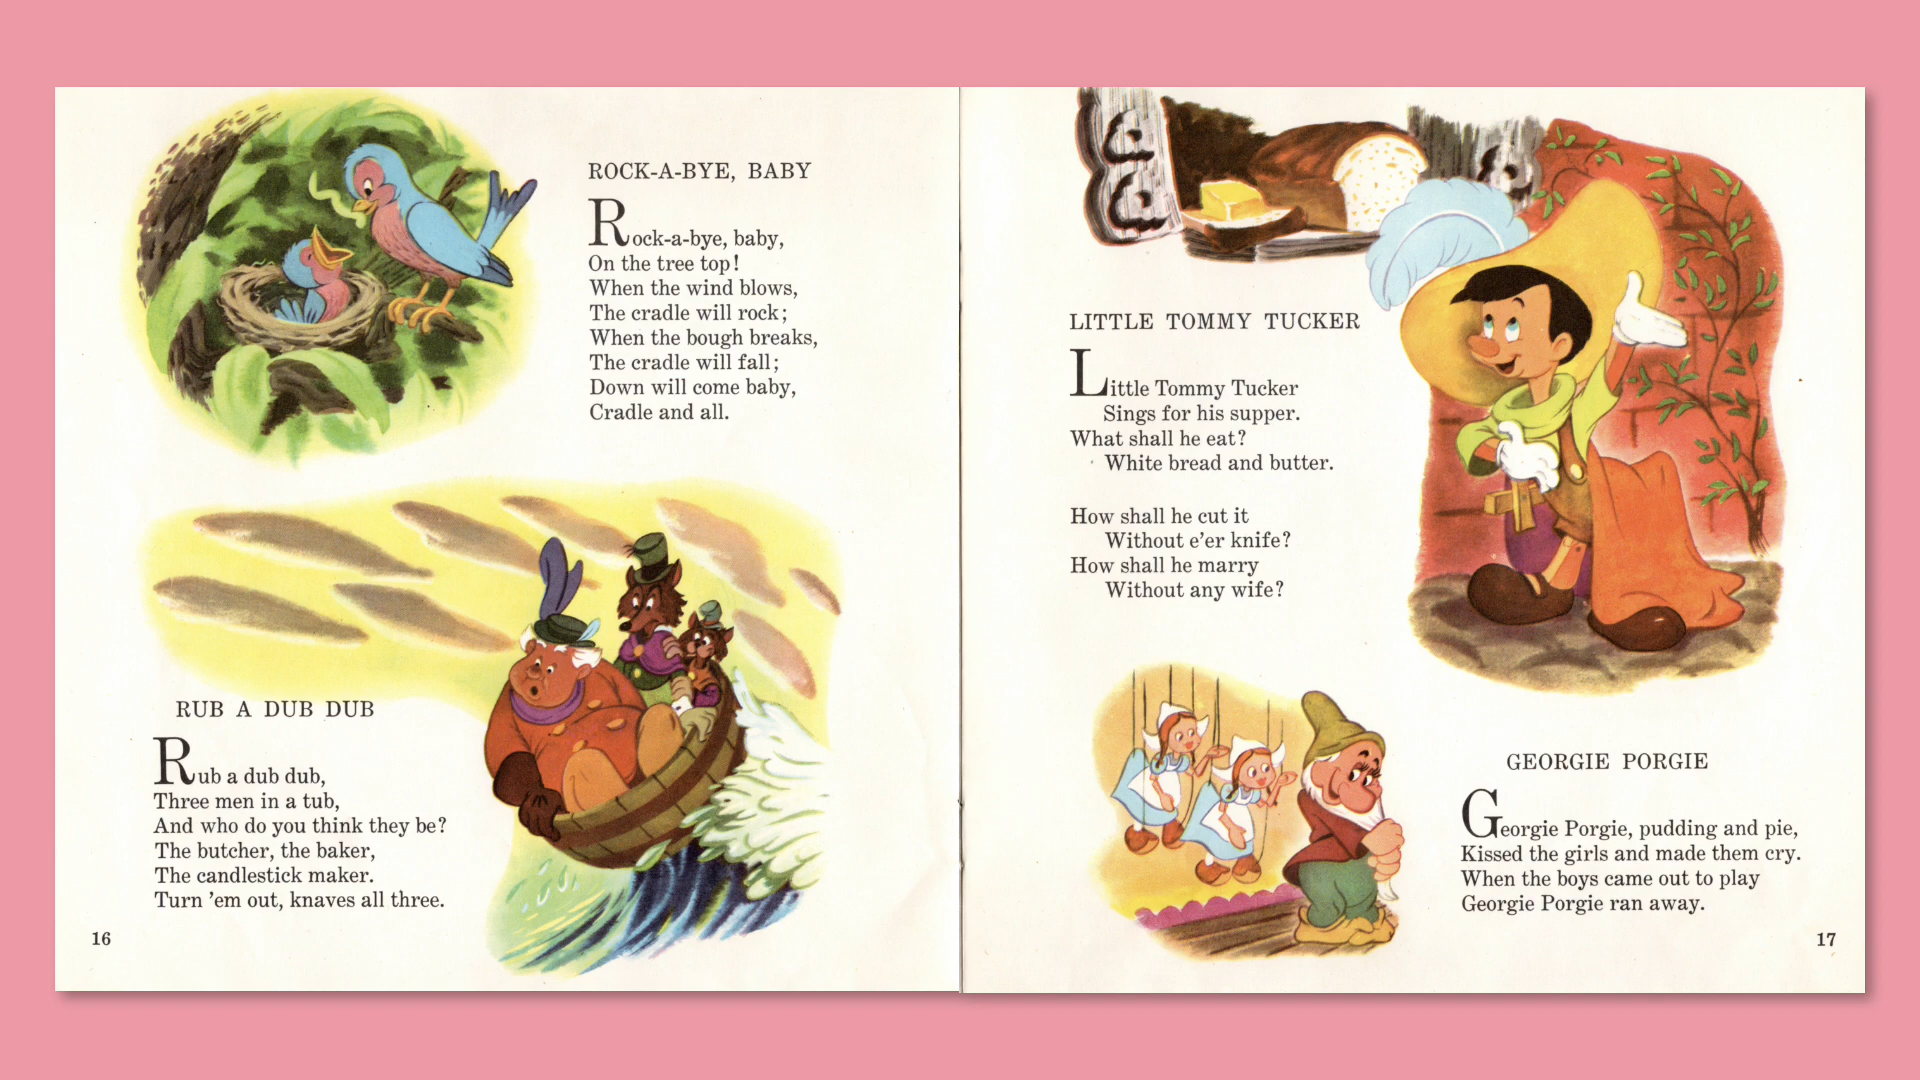 ROCK-A-BYE, BABY
Rock-a-bye, baby,
On the tree top!
When the wind blows,
The cradle will rock;
When the bough breaks,
The cradle will fall;
Down will come baby,
Cradle and all.
RUB A DUB DUB
Rub a dub dub,
Three men in a tub,
And who do you think they be?
The butcher, the baker,
The candlestick maker.
Turn ’em out, knaves all three.
16
LITTLE TOMMY TUCKER
Little Tommy Tucker
Sings for his supper.
What shall he eat?
White bread and butter.
How shall he cut it
Without e’er knife?
How shall he marry
Without any wife?
GEORGIE PORGIE
Georgie Porgie, pudding and pie,
Kissed the girls and made them cry.
When the boys came out to play
Georgie Porgie ran away.
17